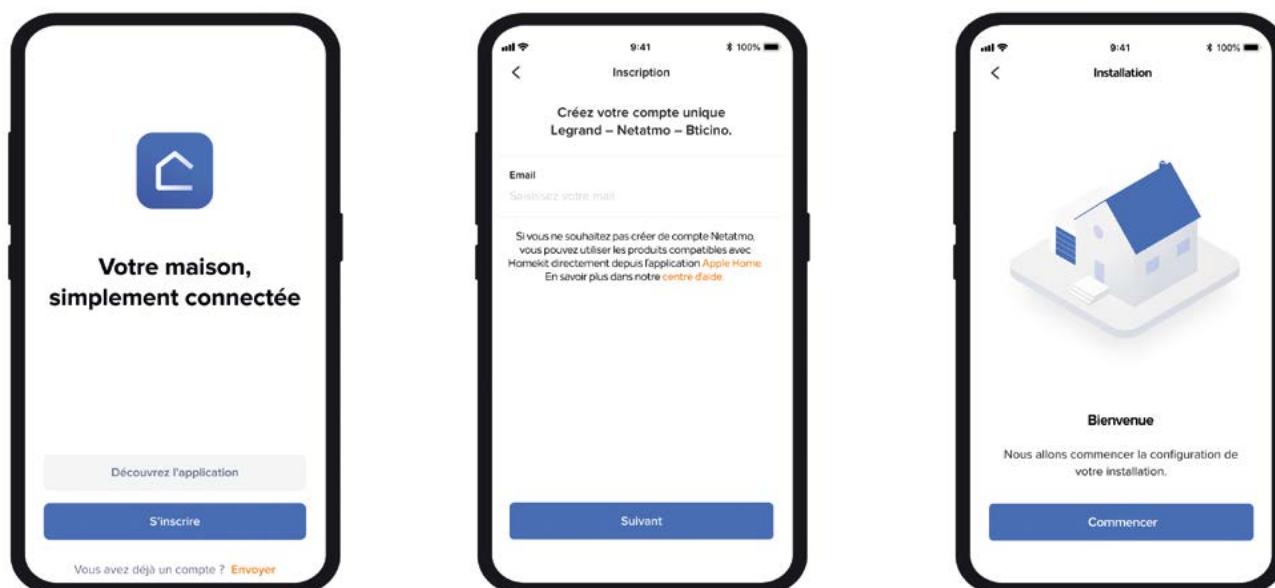 Votre maison,
simplement connectée
Découvrez l'application
S'inscrire
Vous avez déjà un compte ? Envoyer
9:41
100%
Inscription
Créez votre compte unique
Legrand – Netatmo – Bticino.
Email
Saisissez votre mail
Si vous ne souhaitez pas créer de compte Netatmo,
vous pouvez utiliser les produits compatibles avec
Homekit directement depuis l'application Apple Home.
En savoir plus dans notre centre d'aide.
Suivant
9:41
100%
Installation
Bienvenue
Nous allons commencer la configuration de
votre installation.
Commencer